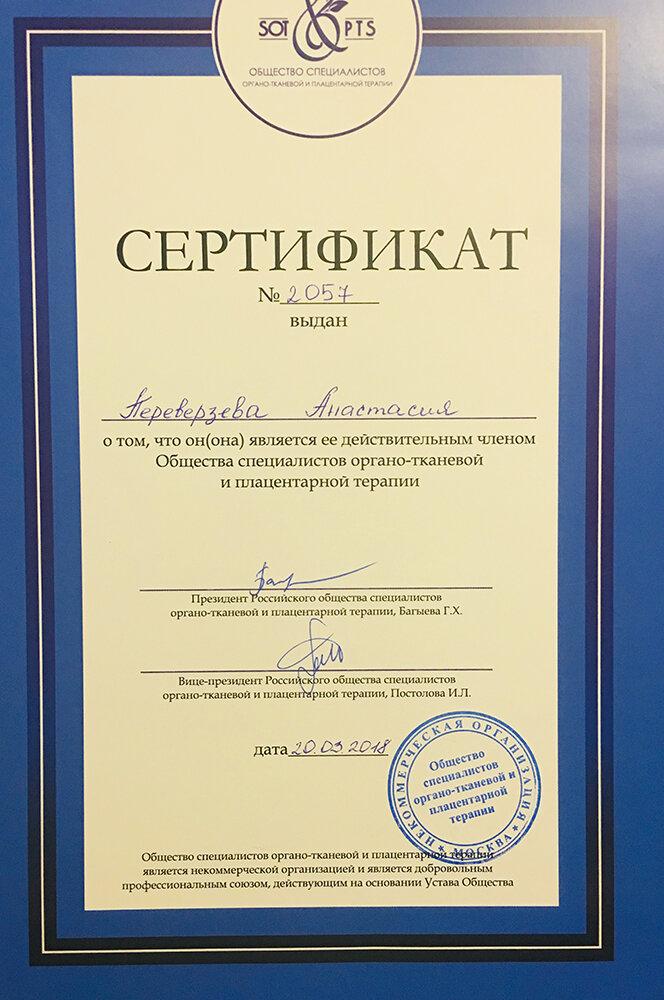 SOT & PTS
ОБЩЕСТВО СПЕЦИАЛИСТОВ
ОРГАНО-ТКАНЕВОЙ И ПЛАЦЕНТАРНОЙ ТЕРАПИИ
СЕРТИФИКАТ
№ 2057
выдан
Переверзева Анастасия
о том, что он(она) является ее действительным членом
Общества специалистов органо-тканевой
и плацентарной терапии
Президент Российского общества специалистов
органо-тканевой и плацентарной терапии, Багыева Г.Х.
Вице-президент Российского общества специалистов
органо-тканевой и плацентарной терапии, Постолова И.Л.
дата 20.03.2018
НЕКОММЕРЧЕСКАЯ ОРГАНИЗАЦИЯ
Общество
специалистов
органо-тканевой и
плацентарной
терапии
* МОСКВА *
Общество специалистов органо-тканевой и плацентарной терапии
является некоммерческой организацией и является добровольным
профессиональным союзом, действующим на основании Устава Общества